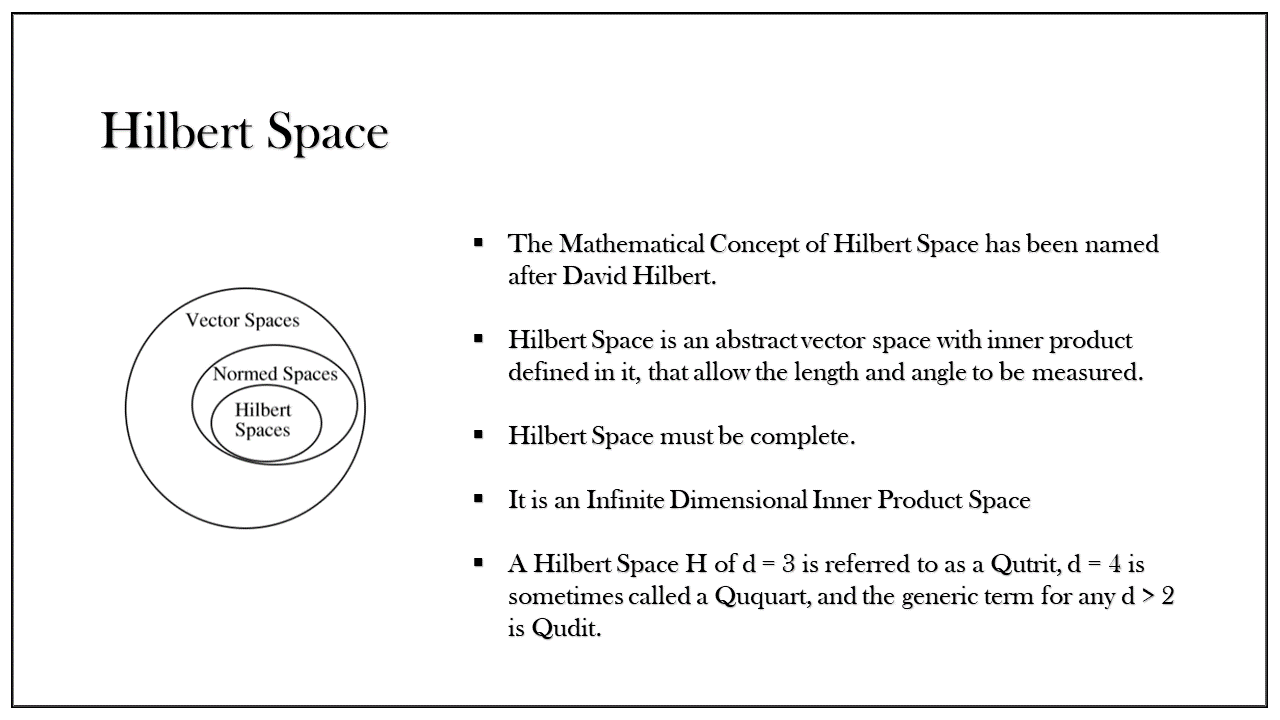 Hilbert Space
Vector Spaces
Normed Spaces
Hilbert
Spaces
▪ The Mathematical Concept of Hilbert Space has been named
after David Hilbert.
▪ Hilbert Space is an abstract vector space with inner product
defined in it, that allow the length and angle to be measured.
▪ Hilbert Space must be complete.
▪ It is an Infinite Dimensional Inner Product Space
▪ A Hilbert Space H of d = 3 is referred to as a Qutrit, d = 4 is
sometimes called a Ququart, and the generic term for any d > 2
is Qudit.